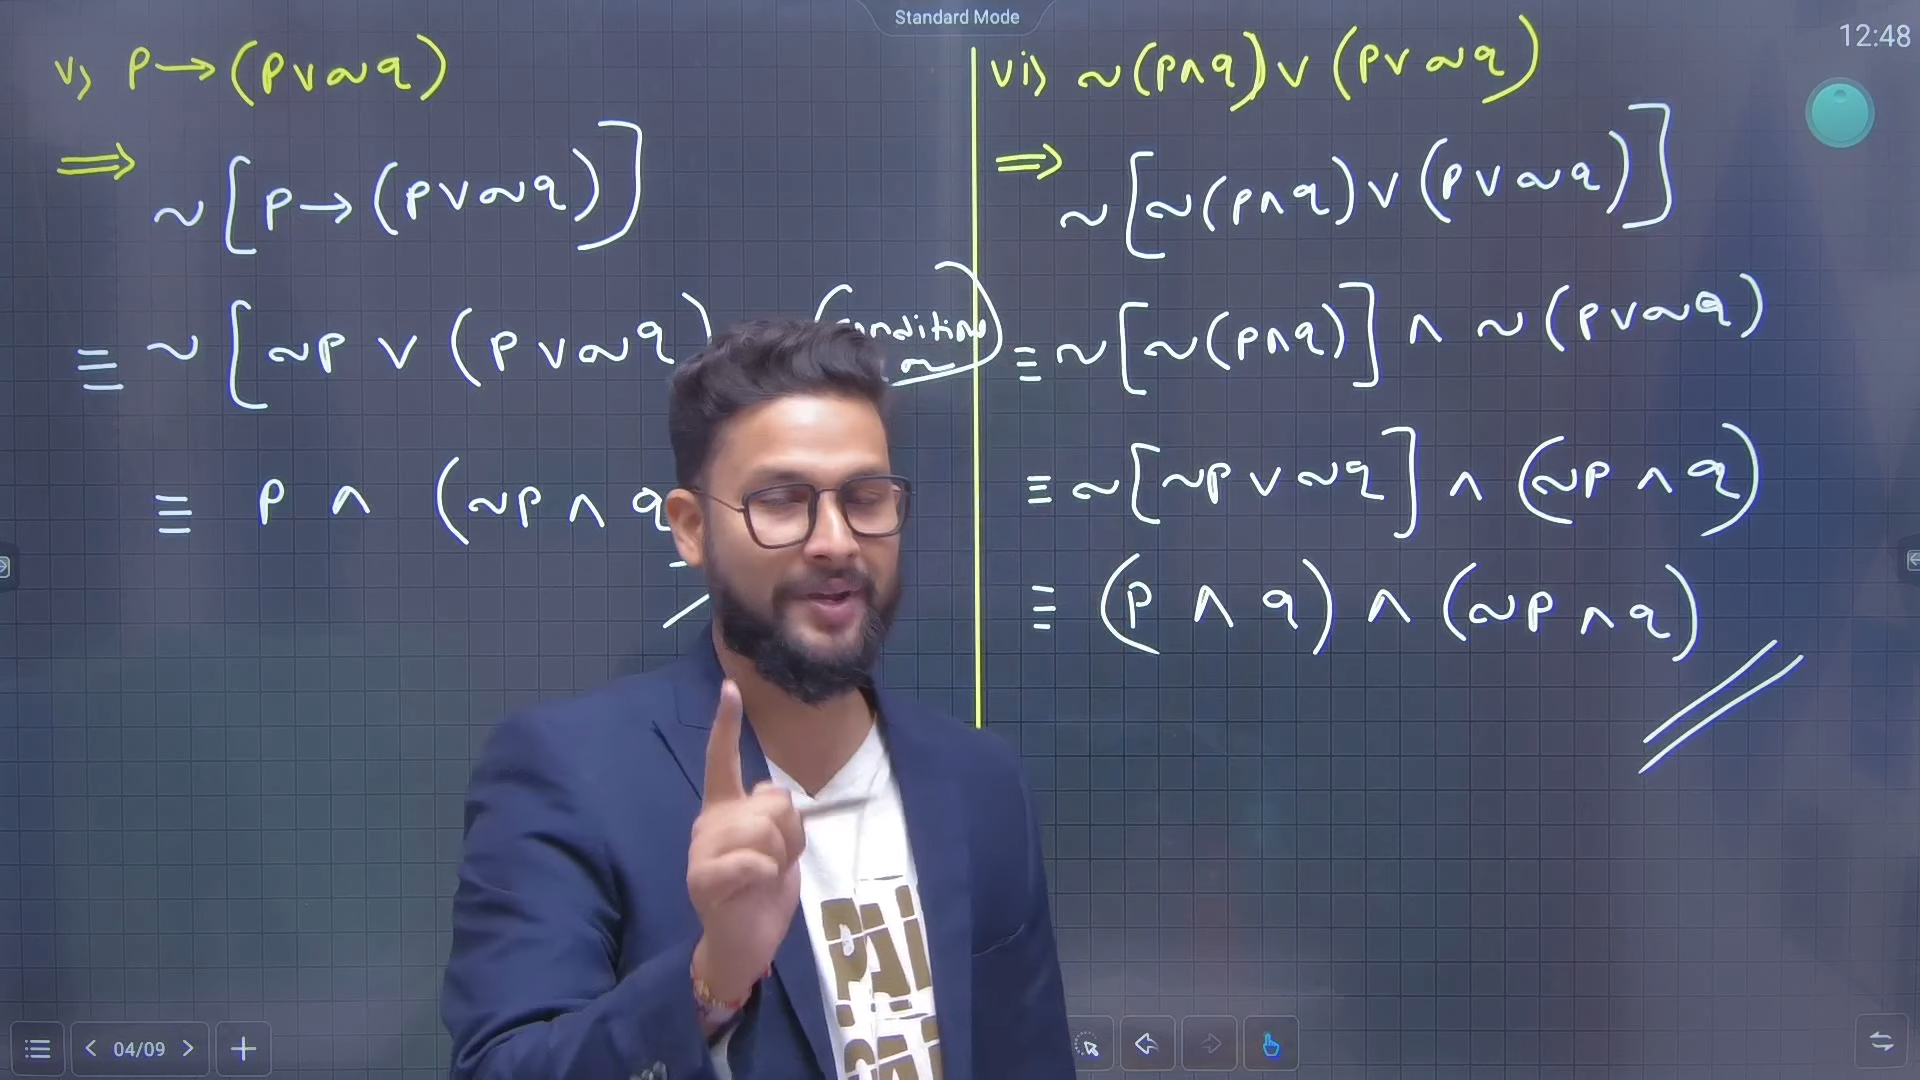 Standard Mode
12:48
v) p→(p∨∼q)
⇒ ∼[p→(p∨∼q)]
≡ ∼[∼p ∨ (p∨∼q)
≡ p ∧ (∼p ∧ q
vi) ∼(p∧q)∨(p∨∼q)
⇒ ∼[∼(p∧q)∨(p∨∼q)]
≡ ∼[∼(p∧q)] ∧ ∼(p∨∼q)
≡ ∼[∼p∨∼q] ∧ (∼p∧q)
≡ (p∧q) ∧ (∼p∧q)
04/09